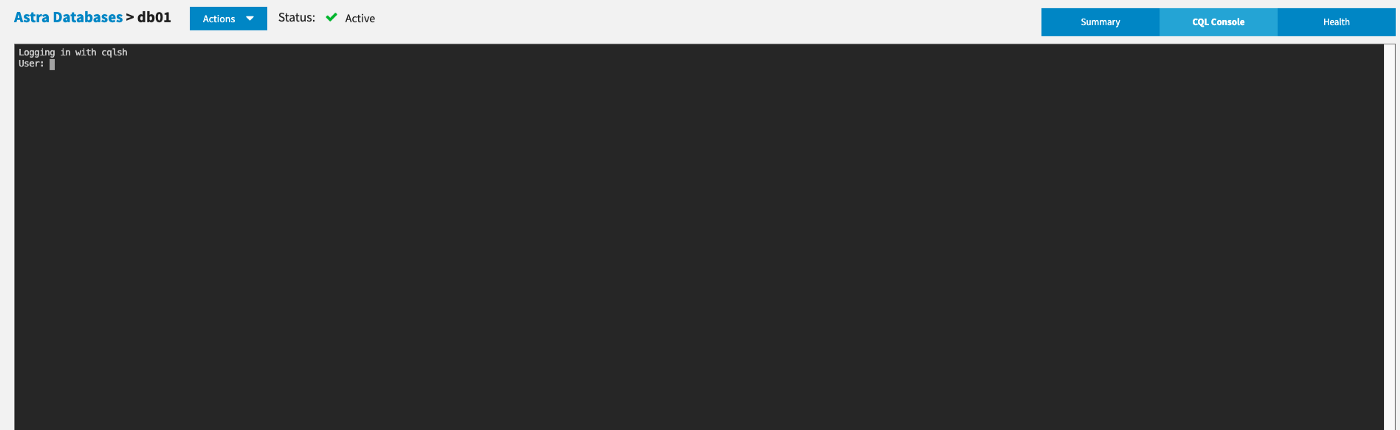 Astra Databases > db01 Actions Status: Active Summary CQL Console Health
Logging in with cqlsh
User: